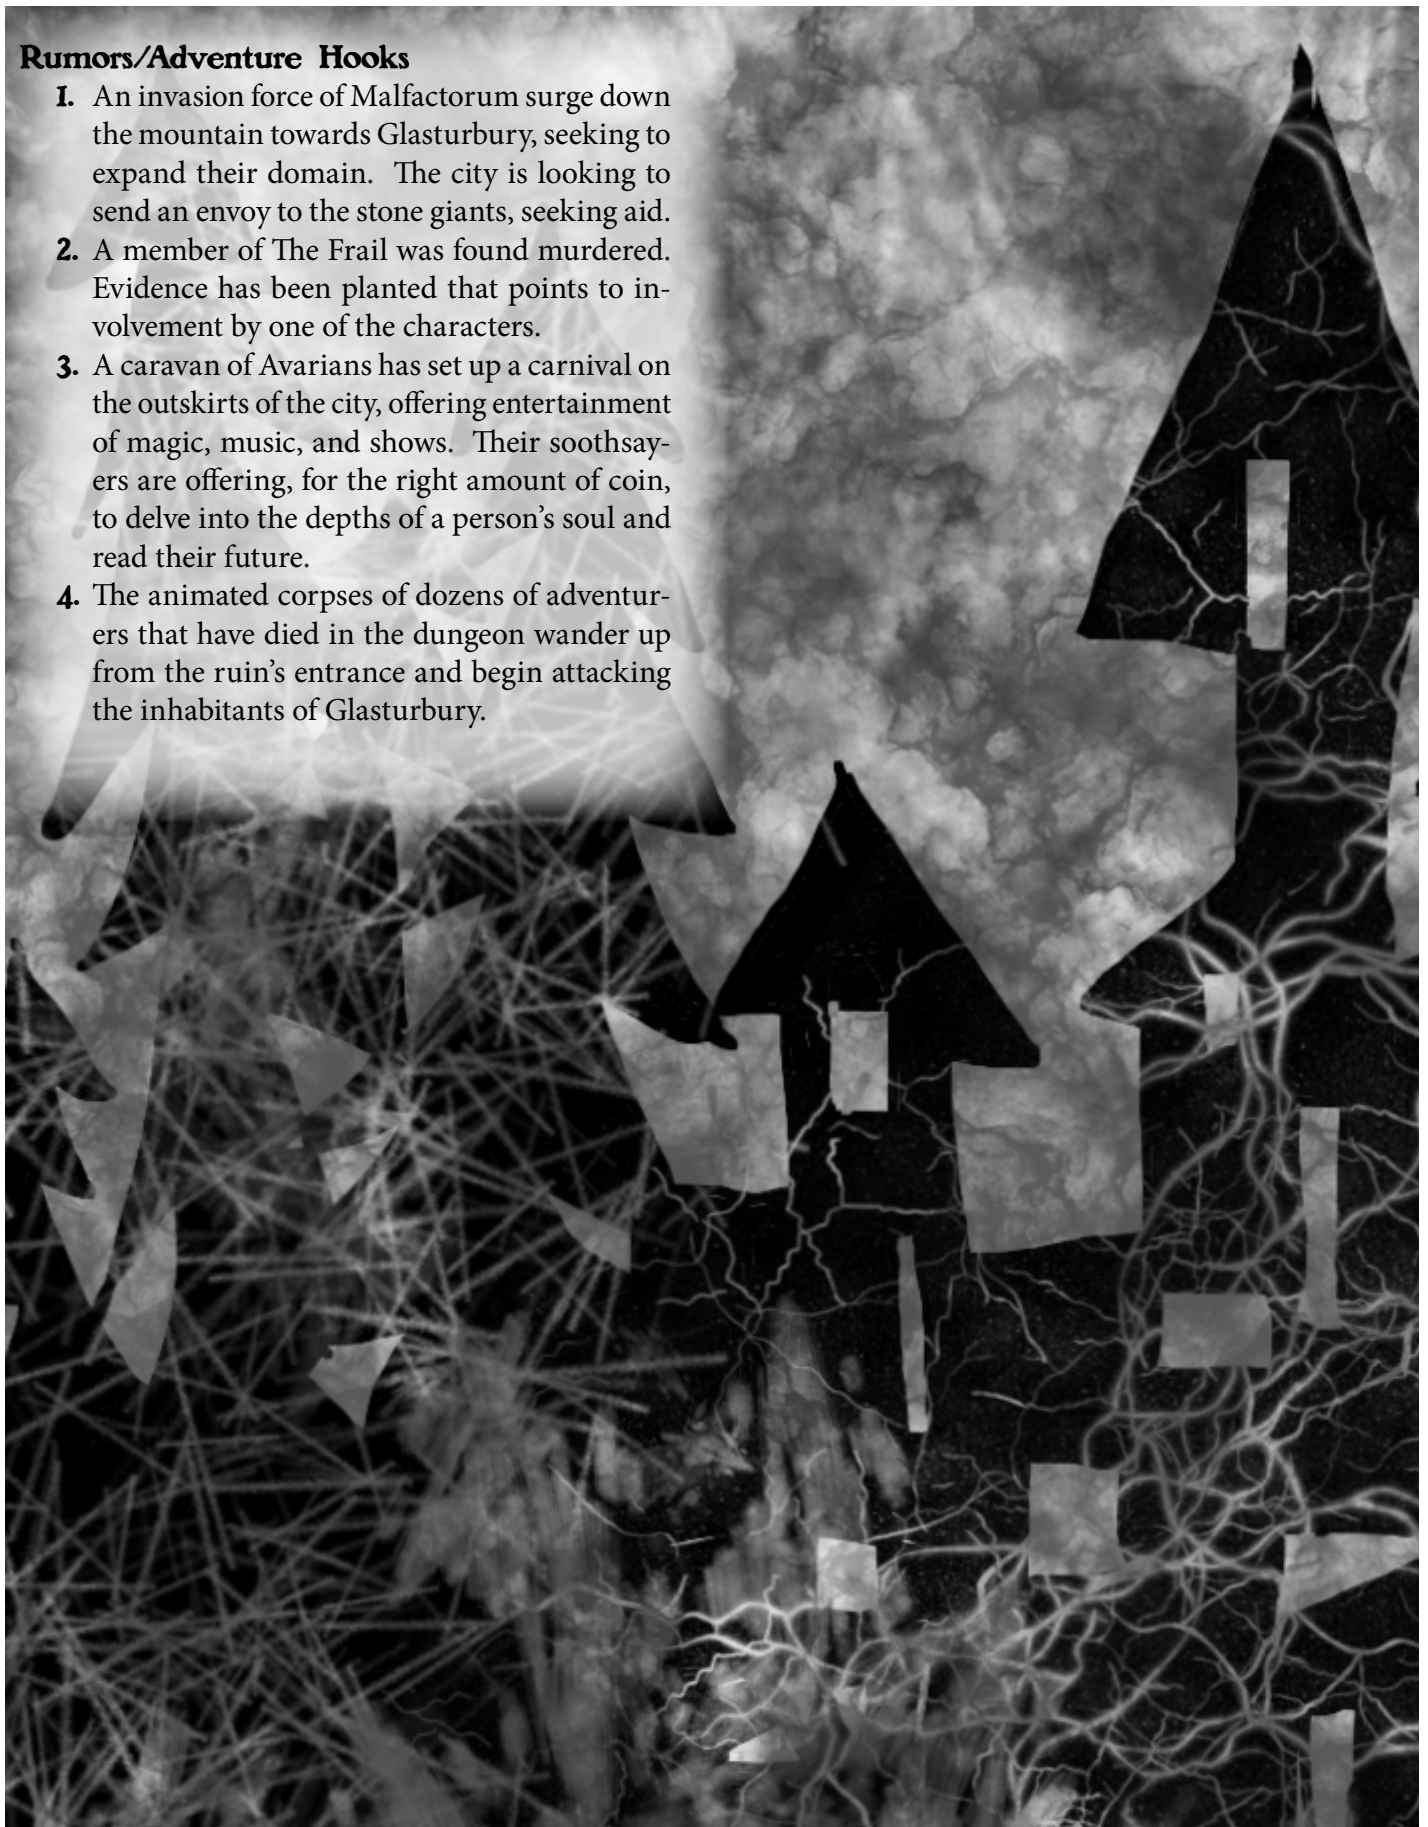 Rumors/Adventure Hooks
1. An invasion force of Malfactorum surge down
the mountain towards Glasturbury, seeking to
expand their domain. The city is looking to
send an envoy to the stone giants, seeking aid.
2. A member of The Frail was found murdered.
Evidence has been planted that points to in-
volvement by one of the characters.
3. A caravan of Avarians has set up a carnival on
the outskirts of the city, offering entertainment
of magic, music, and shows. Their soothsay-
ers are offering, for the right amount of coin,
to delve into the depths of a person's soul and
read their future.
4. The animated corpses of dozens of adventur-
ers that have died in the dungeon wander up
from the ruin's entrance and begin attacking
the inhabitants of Glasturbury.